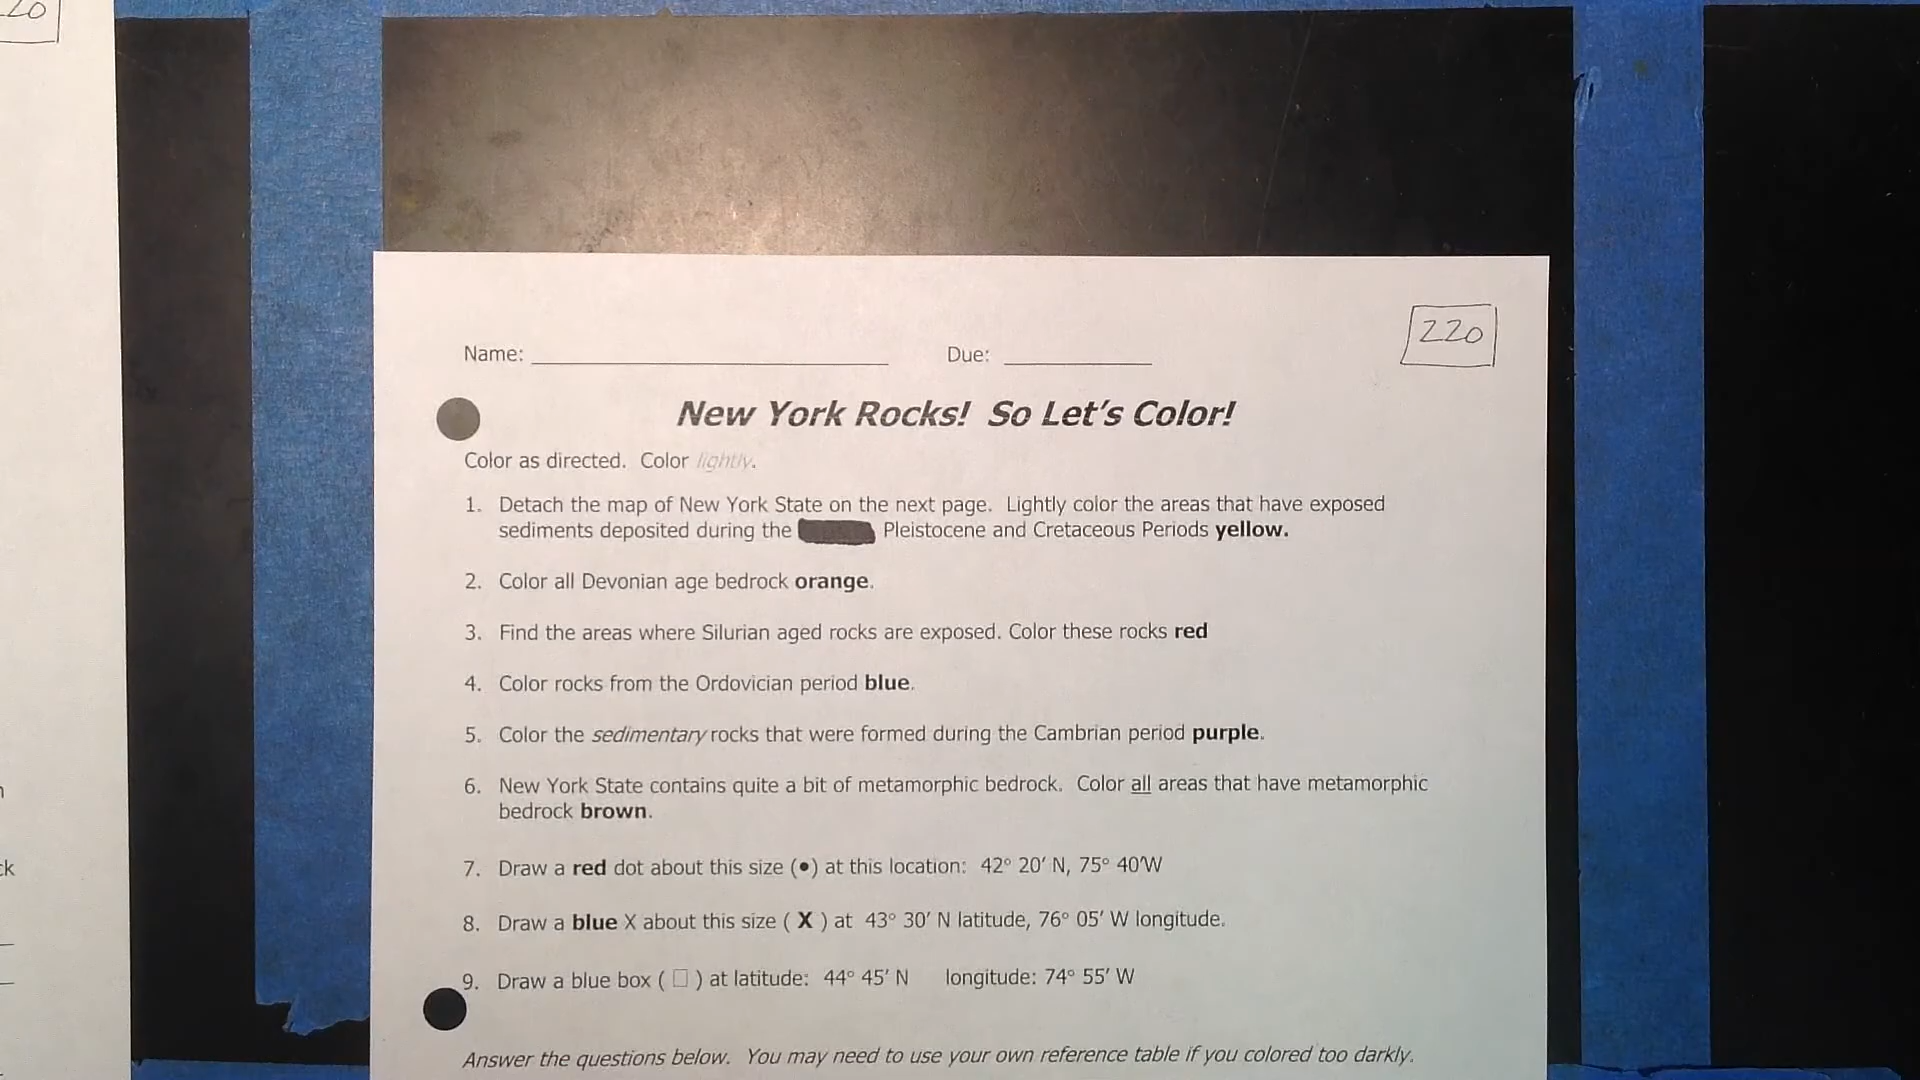 Name: Due: 220
New York Rocks! So Let's Color!
Color as directed. Color lightly.
1. Detach the map of New York State on the next page. Lightly color the areas that have exposed
sediments deposited during the Pleistocene and Cretaceous Periods yellow.
2. Color all Devonian age bedrock orange.
3. Find the areas where Silurian aged rocks are exposed. Color these rocks red
4. Color rocks from the Ordovician period blue.
5. Color the sedimentary rocks that were formed during the Cambrian period purple.
6. New York State contains quite a bit of metamorphic bedrock. Color all areas that have metamorphic
bedrock brown.
7. Draw a red dot about this size (•) at this location: 42° 20' N, 75° 40'W
8. Draw a blue X about this size ( X ) at 43° 30' N latitude, 76° 05' W longitude.
9. Draw a blue box ( □ ) at latitude: 44° 45' N longitude: 74° 55' W
Answer the questions below. You may need to use your own reference table if you colored too darkly.